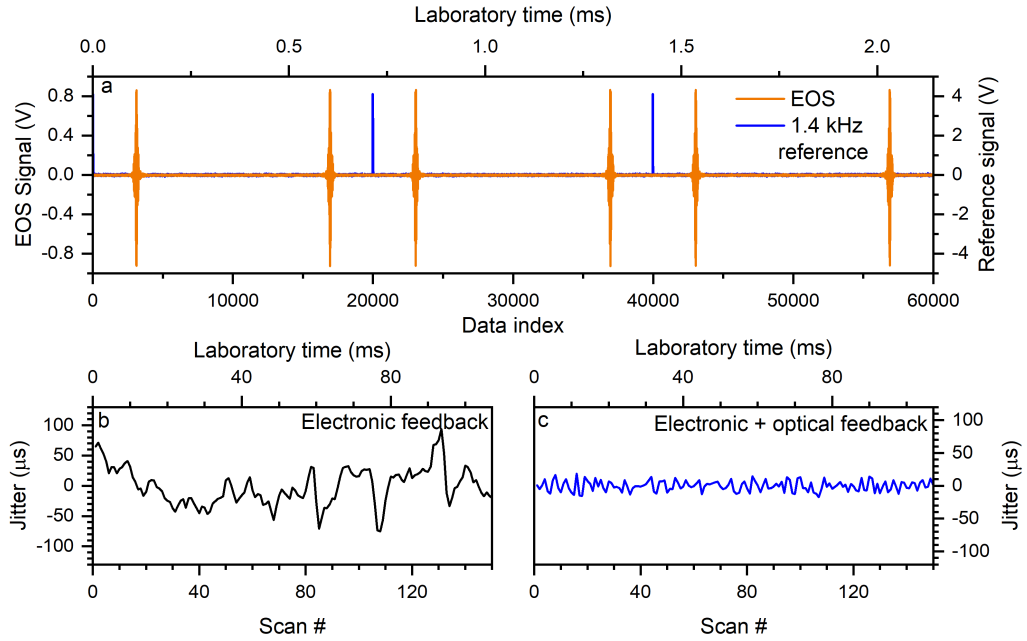 Laboratory time (ms)
0.0 0.5 1.0 1.5 2.0
a
EOS
1.4 kHz
reference
0.8
0.4
0.0
-0.4
-0.8
EOS Signal (V)
4
2
0
-2
-4
Reference signal (V)
0 10000 20000 30000 40000 50000 60000
Data index
Laboratory time (ms)
0 40 80
b
Electronic feedback
100
50
0
-50
-100
Jitter (μs)
0 40 80 120
Scan #
Laboratory time (ms)
0 40 80
c
Electronic + optical feedback
100
50
0
-50
-100
Jitter (μs)
0 40 80 120
Scan #